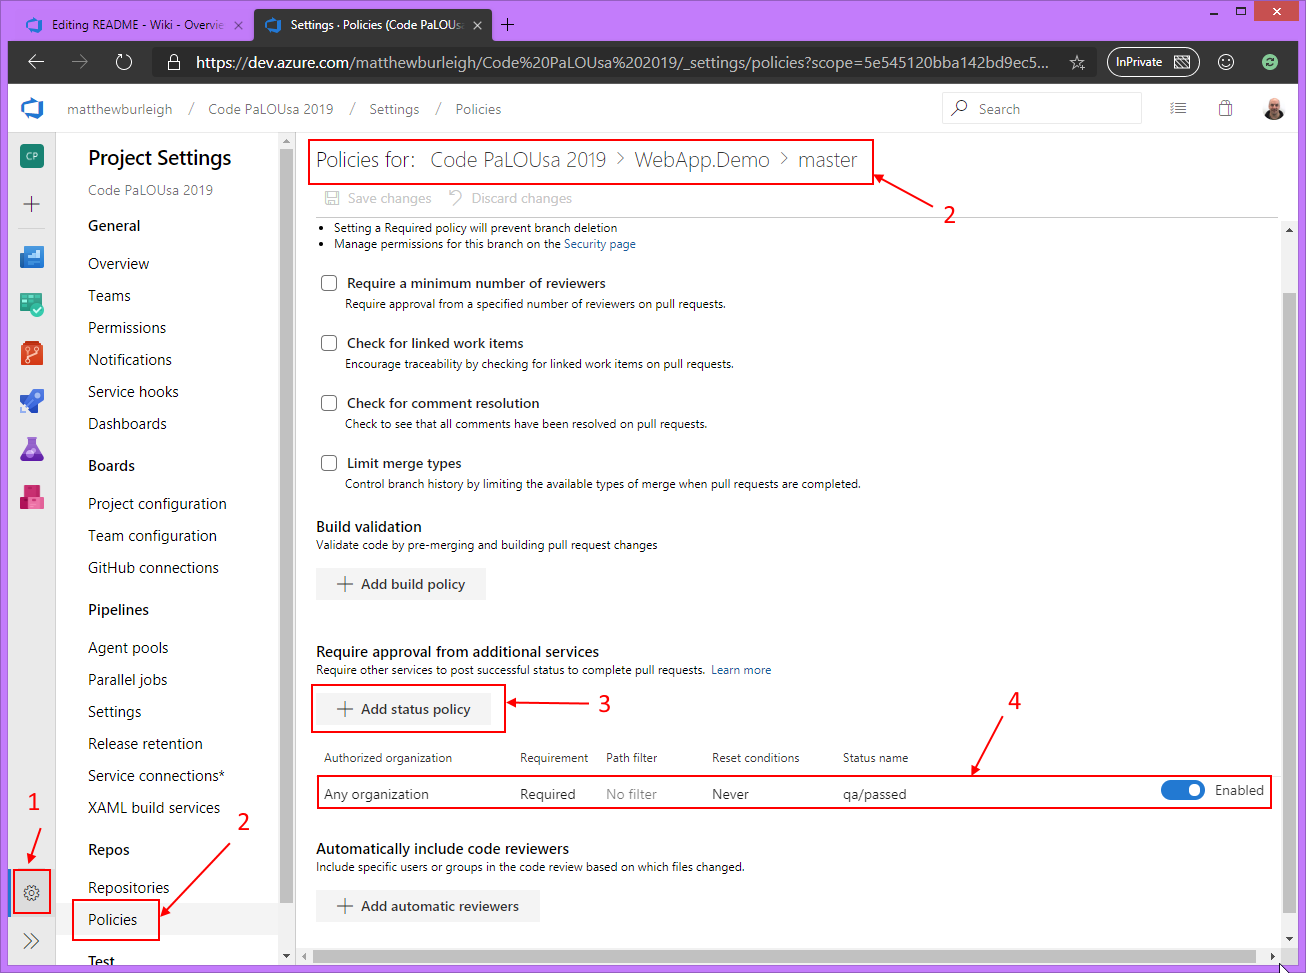 Editing README - Wiki - Overvie
Settings · Policies (Code PaLOUs
https://dev.azure.com/matthewburleigh/Code%20PaLOUsa%202019/_settings/policies?scope=5e545120bba142bd9ec5...
InPrivate
matthewburleigh / Code PaLOUsa 2019 / Settings / Policies
Search
CP
Project Settings
Code PaLOUsa 2019
General
Overview
Teams
Permissions
Notifications
Service hooks
Dashboards
Boards
Project configuration
Team configuration
GitHub connections
Pipelines
Agent pools
Parallel jobs
Settings
Release retention
Service connections*
XAML build services
1
2
Repos
Repositories
Policies
Test
Policies for: Code PaLOUsa 2019 > WebApp.Demo > master
2
Save changes Discard changes
• Setting a Required policy will prevent branch deletion
• Manage permissions for this branch on the Security page
Require a minimum number of reviewers
Require approval from a specified number of reviewers on pull requests.
Check for linked work items
Encourage traceability by checking for linked work items on pull requests.
Check for comment resolution
Check to see that all comments have been resolved on pull requests.
Limit merge types
Control branch history by limiting the available types of merge when pull requests are completed.
Build validation
Validate code by pre-merging and building pull request changes
+ Add build policy
Require approval from additional services
Require other services to post successful status to complete pull requests. Learn more
+ Add status policy
3
4
Authorized organization Requirement Path filter Reset conditions Status name
Any organization Required No filter Never qa/passed Enabled
Automatically include code reviewers
Include specific users or groups in the code review based on which files changed.
+ Add automatic reviewers